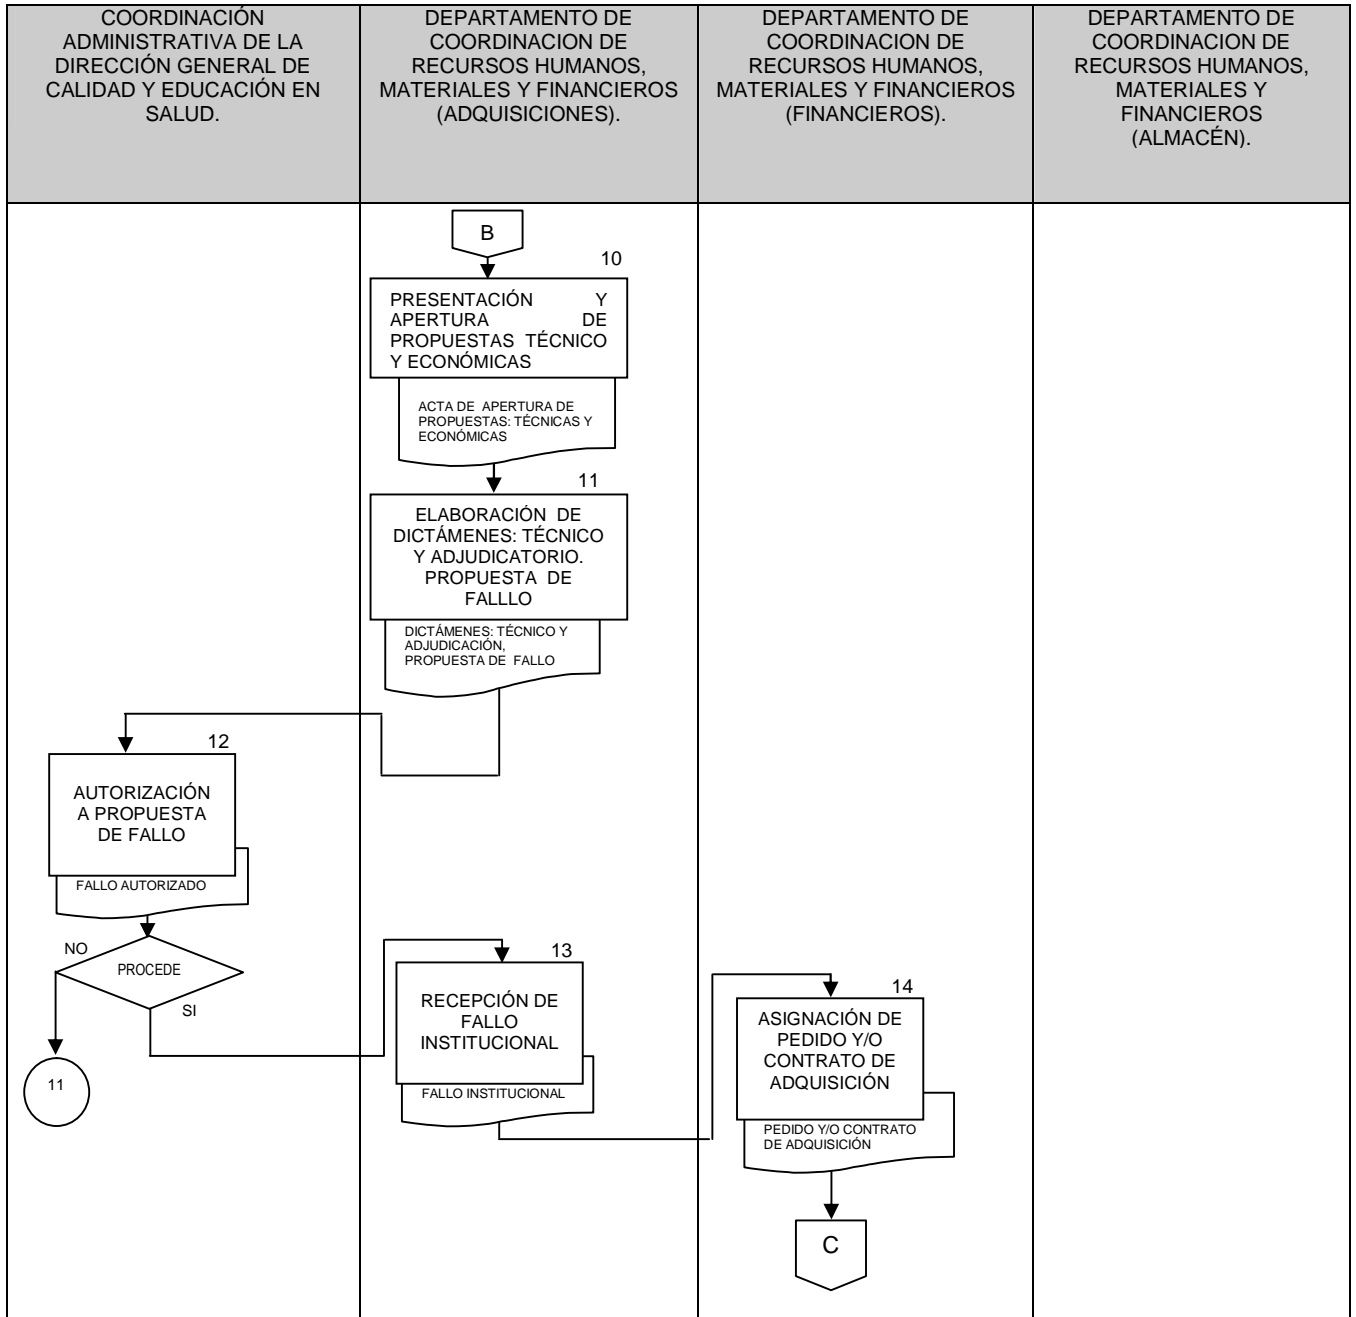 COORDINACIÓN
ADMINISTRATIVA DE LA
DIRECCIÓN GENERAL DE
CALIDAD Y EDUCACIÓN EN
SALUD.
DEPARTAMENTO DE
COORDINACION DE
RECURSOS HUMANOS,
MATERIALES Y FINANCIEROS
(ADQUISICIONES).
DEPARTAMENTO DE
COORDINACION DE
RECURSOS HUMANOS,
MATERIALES Y FINANCIEROS
(FINANCIEROS).
DEPARTAMENTO DE
COORDINACION DE
RECURSOS HUMANOS,
MATERIALES Y
FINANCIEROS
(ALMACÉN).
B
10
PRESENTACIÓN Y
APERTURA DE
PROPUESTAS TÉCNICO
Y ECONÓMICAS
ACTA DE APERTURA DE
PROPUESTAS: TÉCNICAS Y
ECONÓMICAS
11
ELABORACIÓN DE
DICTÁMENES: TÉCNICO
Y ADJUDICATORIO.
PROPUESTA DE
FALLLO
DICTÁMENES: TÉCNICO Y
ADJUDICACIÓN,
PROPUESTA DE FALLO
12
AUTORIZACIÓN
A PROPUESTA
DE FALLO
FALLO AUTORIZADO
NO
PROCEDE
SI
11
13
RECEPCIÓN DE
FALLO
INSTITUCIONAL
FALLO INSTITUCIONAL
14
ASIGNACIÓN DE
PEDIDO Y/O
CONTRATO DE
ADQUISICIÓN
PEDIDO Y/O CONTRATO
DE ADQUISICIÓN
C